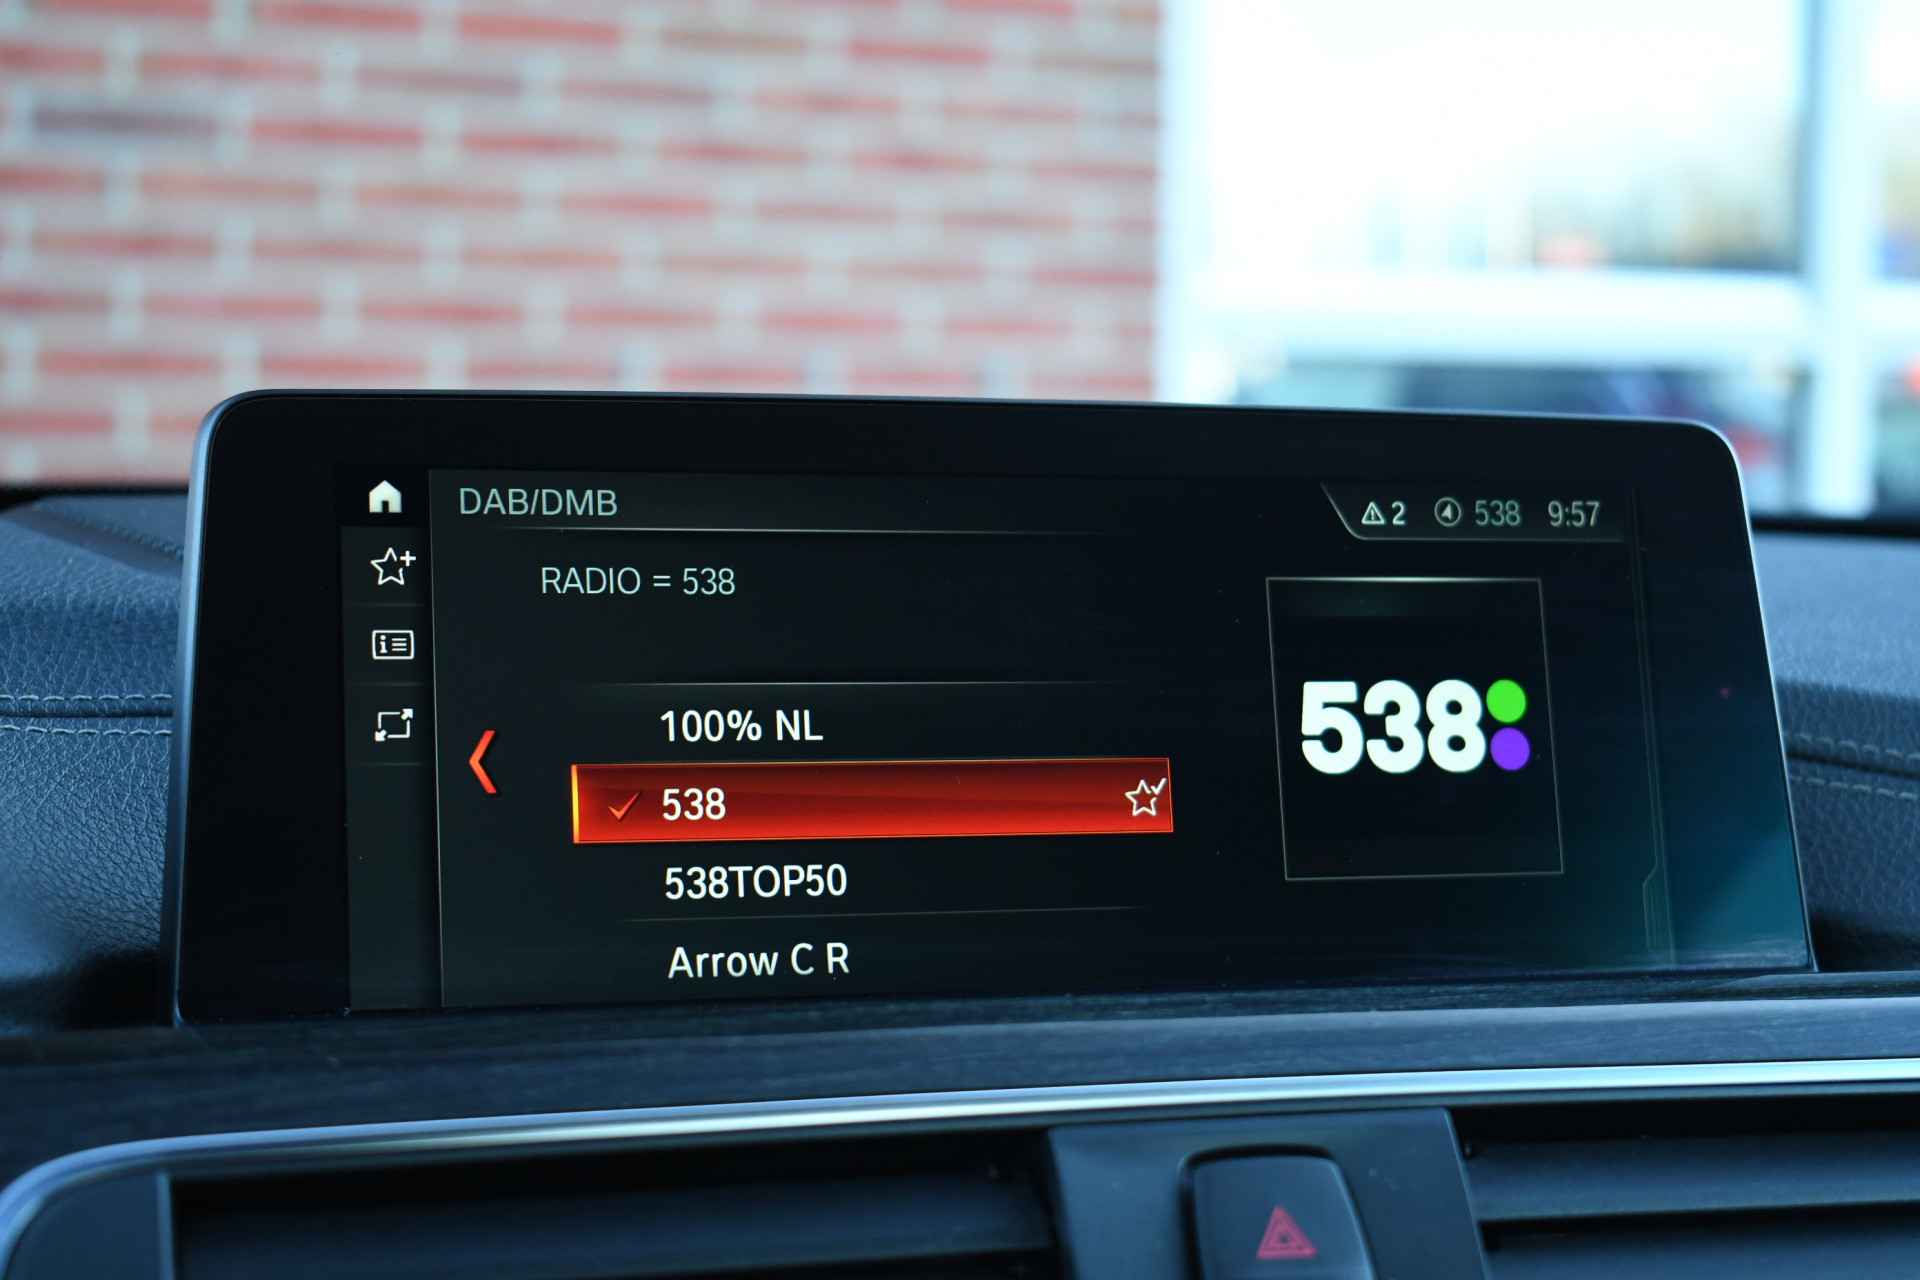 DAB/DMB
2 538 9:57
RADIO = 538
100% NL
538
538TOP50
Arrow C R
538